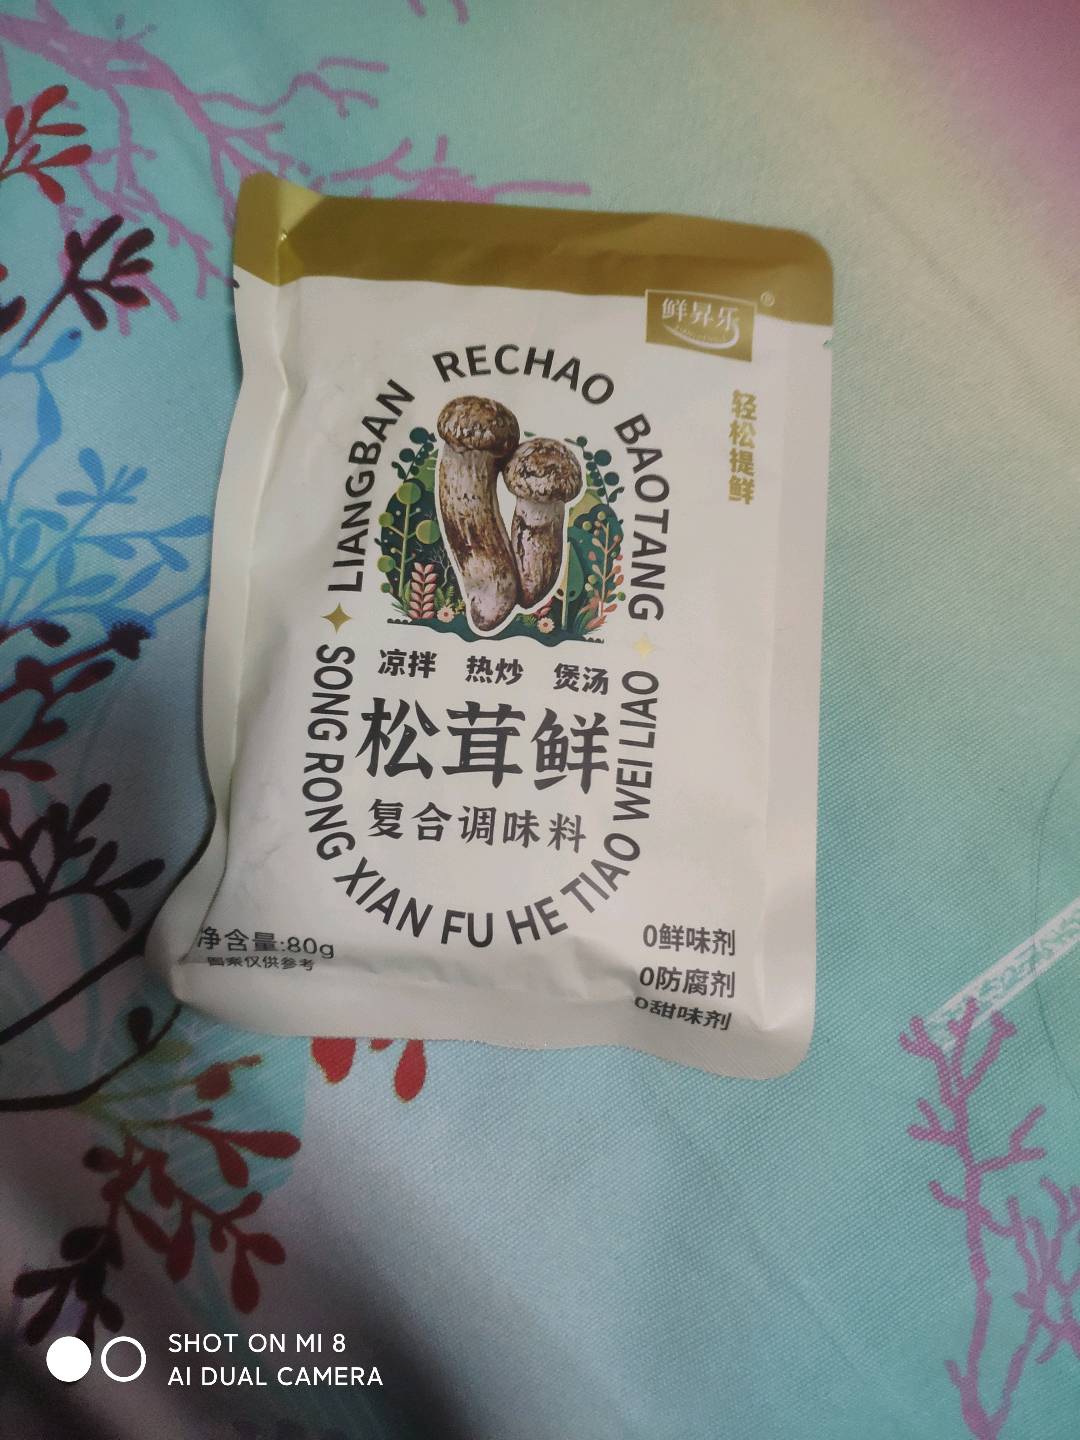 鲜昇乐
®
轻松提鲜
LIANGBAN RECHAO BAOTANG
凉拌 热炒 煲汤
松茸鲜
复合调味料
SONG RONG XIAN FU HE TIAO WEI LIAO
净含量:80g
图案仅供参考
0鲜味剂
0防腐剂
0甜味剂
SHOT ON MI 8
AI DUAL CAMERA